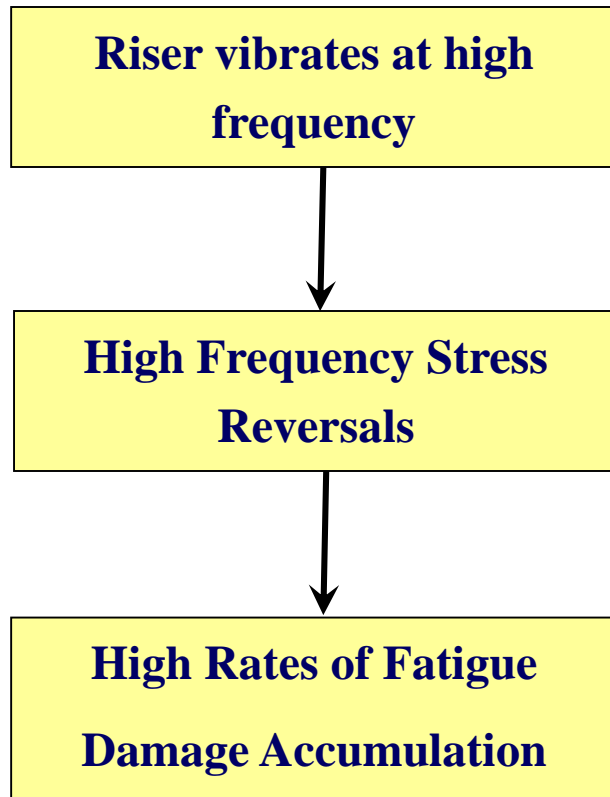 Riser vibrates at high
frequency
High Frequency Stress
Reversals
High Rates of Fatigue
Damage Accumulation